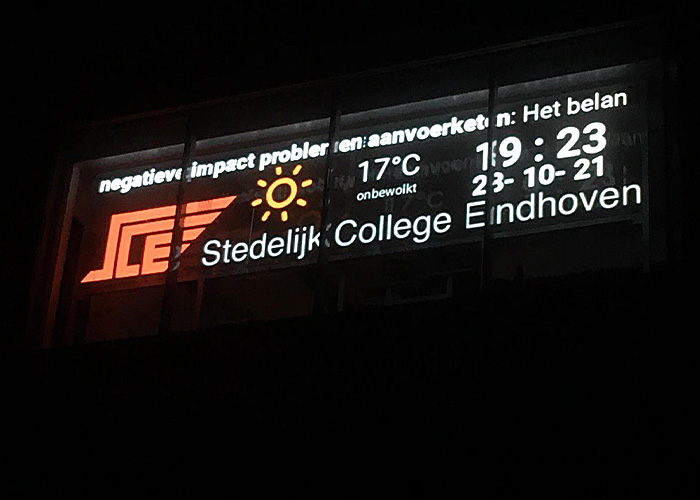 negatieve impact problemen aanvoerketen: Het belan
17°C
onbewolkt
19:23
23-10-21
SCE
Stedelijk College Eindhoven